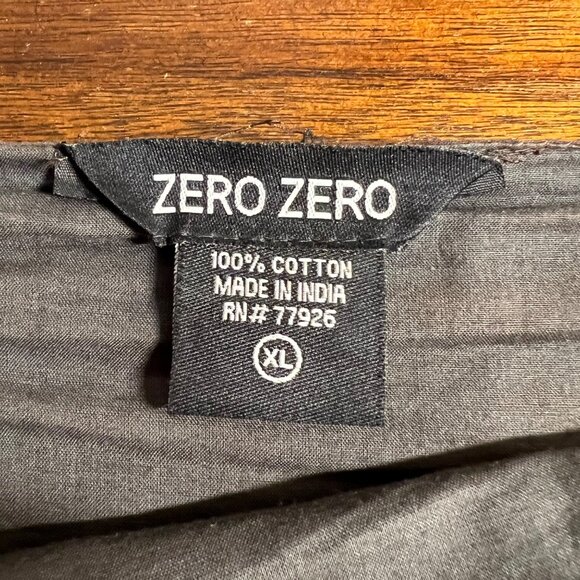 ZERO ZERO
100% COTTON
MADE IN INDIA
RN# 77926
XL